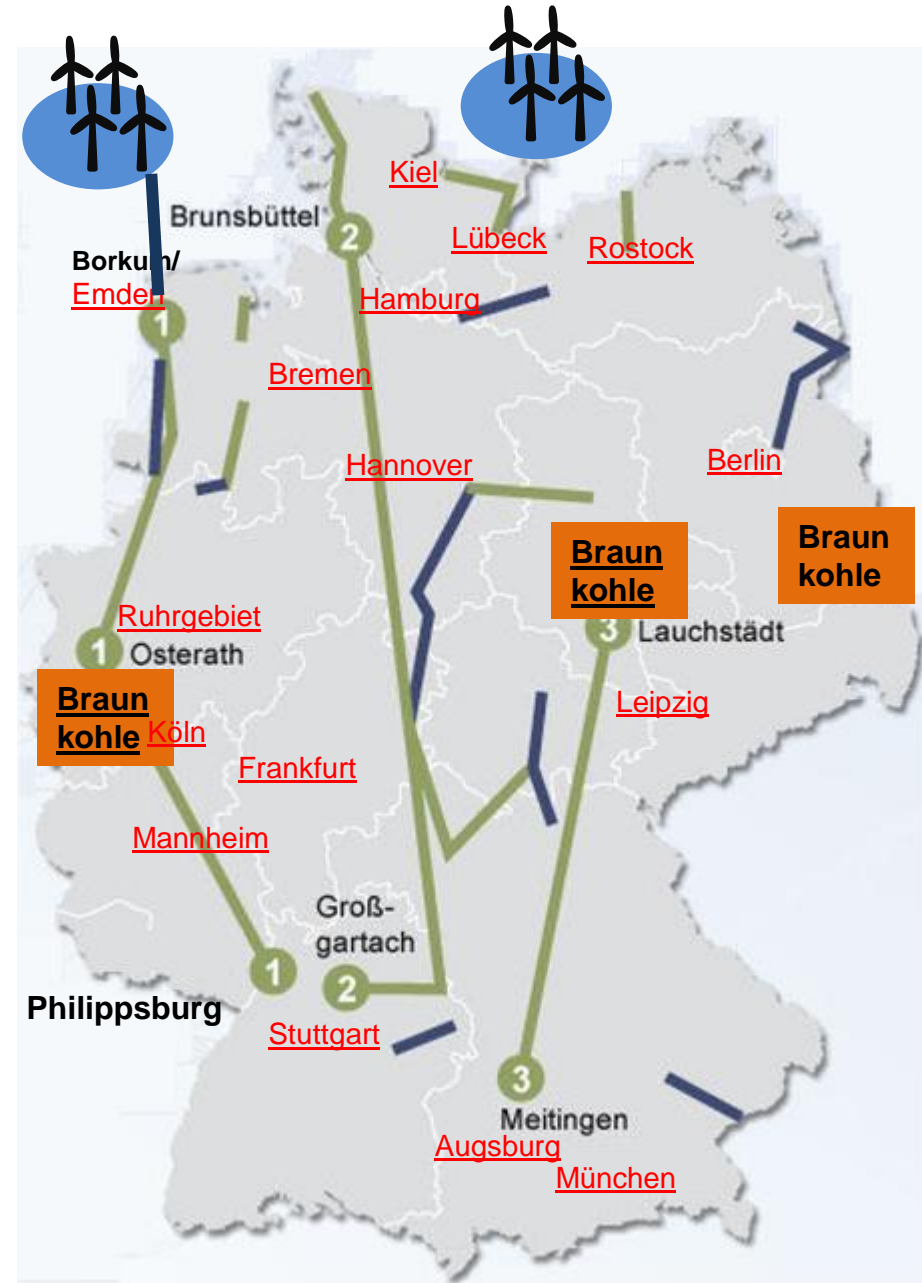 Kiel
Brunsbüttel
2
Lübeck
Rostock
Borkum/
Emden
1
Hamburg
Bremen
Hannover
Berlin
Braun
kohle
Braun
kohle
Ruhrgebiet
1
Osterath
3
Lauchstädt
Braun
kohle
Köln
Leipzig
Frankfurt
Mannheim
Groß-
gartach
1
2
Philippsburg
Stuttgart
3
Meitingen
Augsburg
München